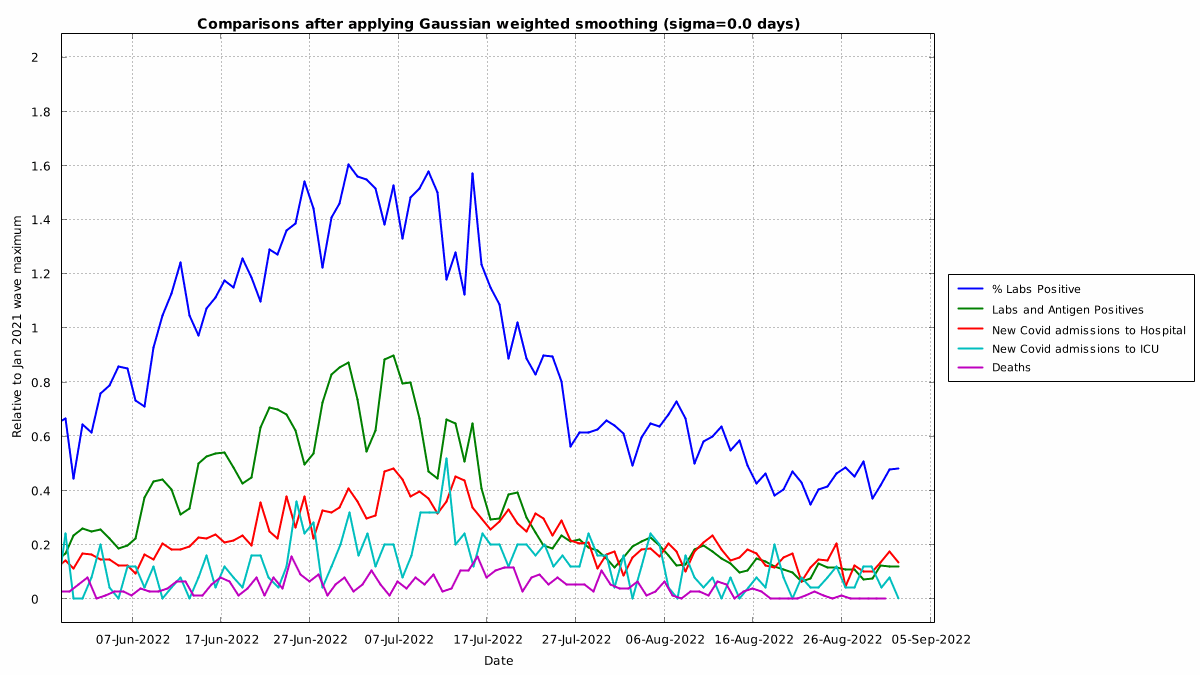 Comparisons after applying Gaussian weighted smoothing (sigma=0.0 days)
2
1.8
1.6
1.4
1.2
1
0.8
0.6
0.4
0.2
0
Relative to Jan 2021 wave maximum
07-Jun-2022 17-Jun-2022 27-Jun-2022 07-Jul-2022 17-Jul-2022 27-Jul-2022 06-Aug-2022 16-Aug-2022 26-Aug-2022 05-Sep-2022
Date
% Labs Positive
Labs and Antigen Positives
New Covid admissions to Hospital
New Covid admissions to ICU
Deaths